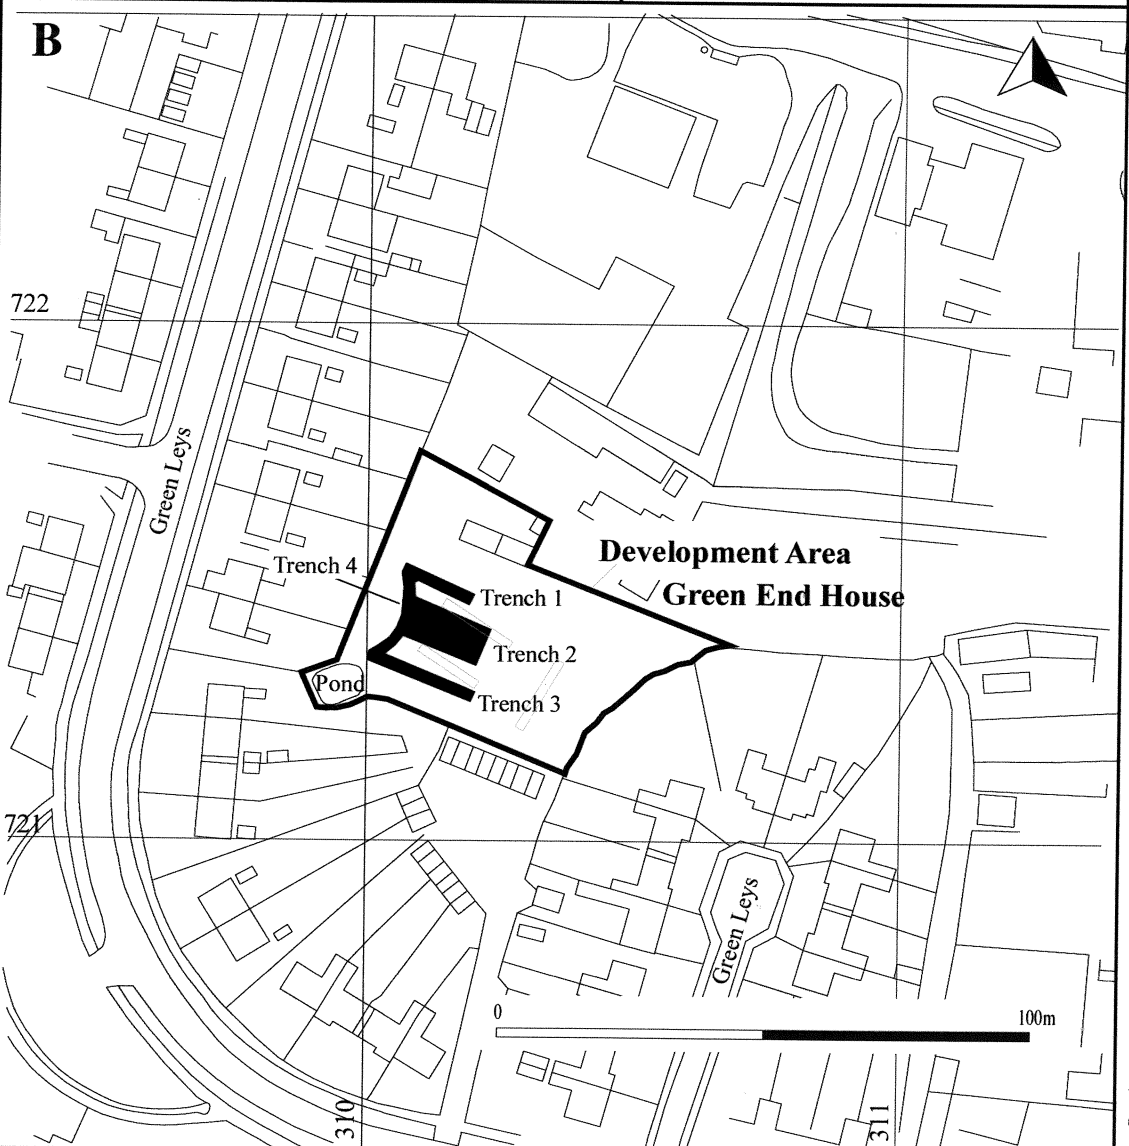 B
722
Green Leys
Development Area
Green End House
Trench 4
Trench 1
Trench 2
Pond
Trench 3
721
Green Leys
0
100m
310
311